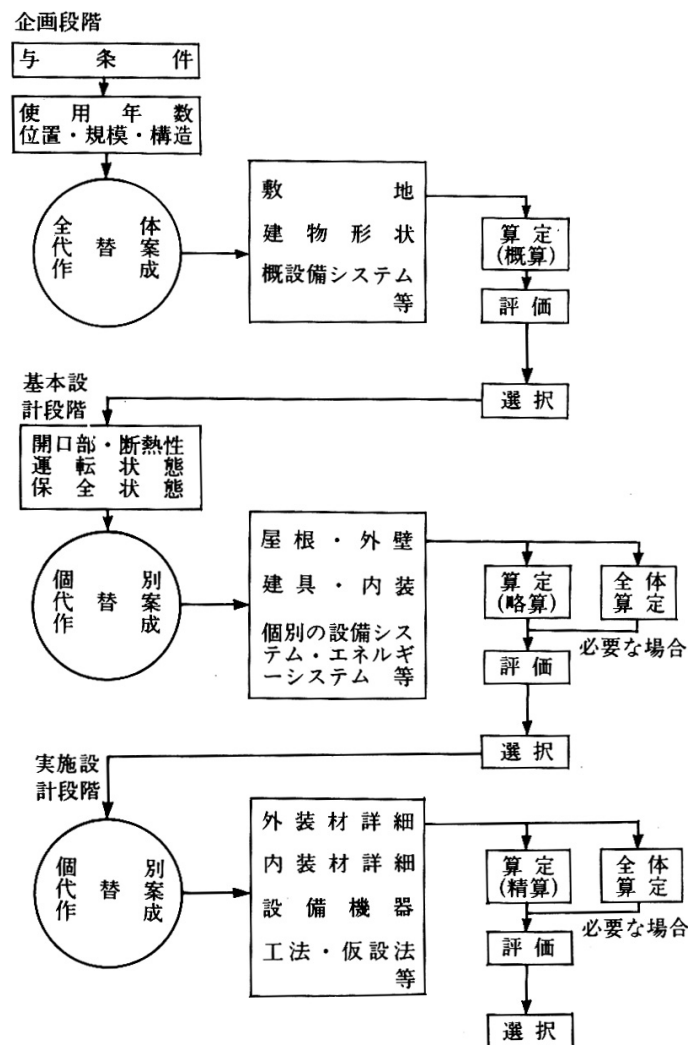 企画段階
与条件
使用年数
位置・規模・構造
全体
代替案
作成
敷地
建物形状
概設備システム
等
算定
(概算)
評価
選択
基本設
計段階
開口部・断熱性
運転状態
保全状態
個別
代替案
作成
屋根・外壁
建具・内装
個別の設備シス
テム・エネルギ
ーシステム等
算定
(略算)
全体
算定
必要な場合
評価
選択
実施設
計段階
個別
代替案
作成
外装材詳細
内装材詳細
設備機器
工法・仮設法
等
算定
(精算)
全体
算定
必要な場合
評価
選択